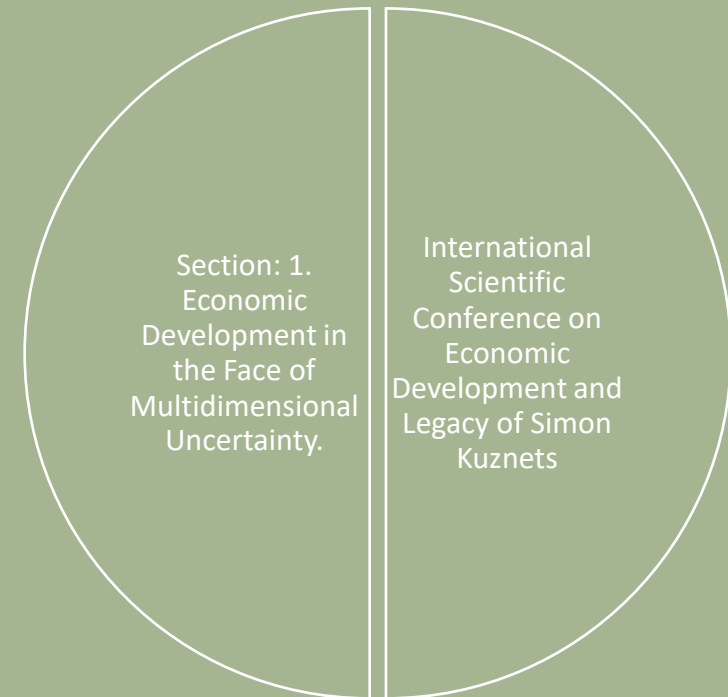 Section: 1.
Economic
Development in
the Face of
Multidimensional
Uncertainty.
International
Scientific
Conference on
Economic
Development and
Legacy of Simon
Kuznets